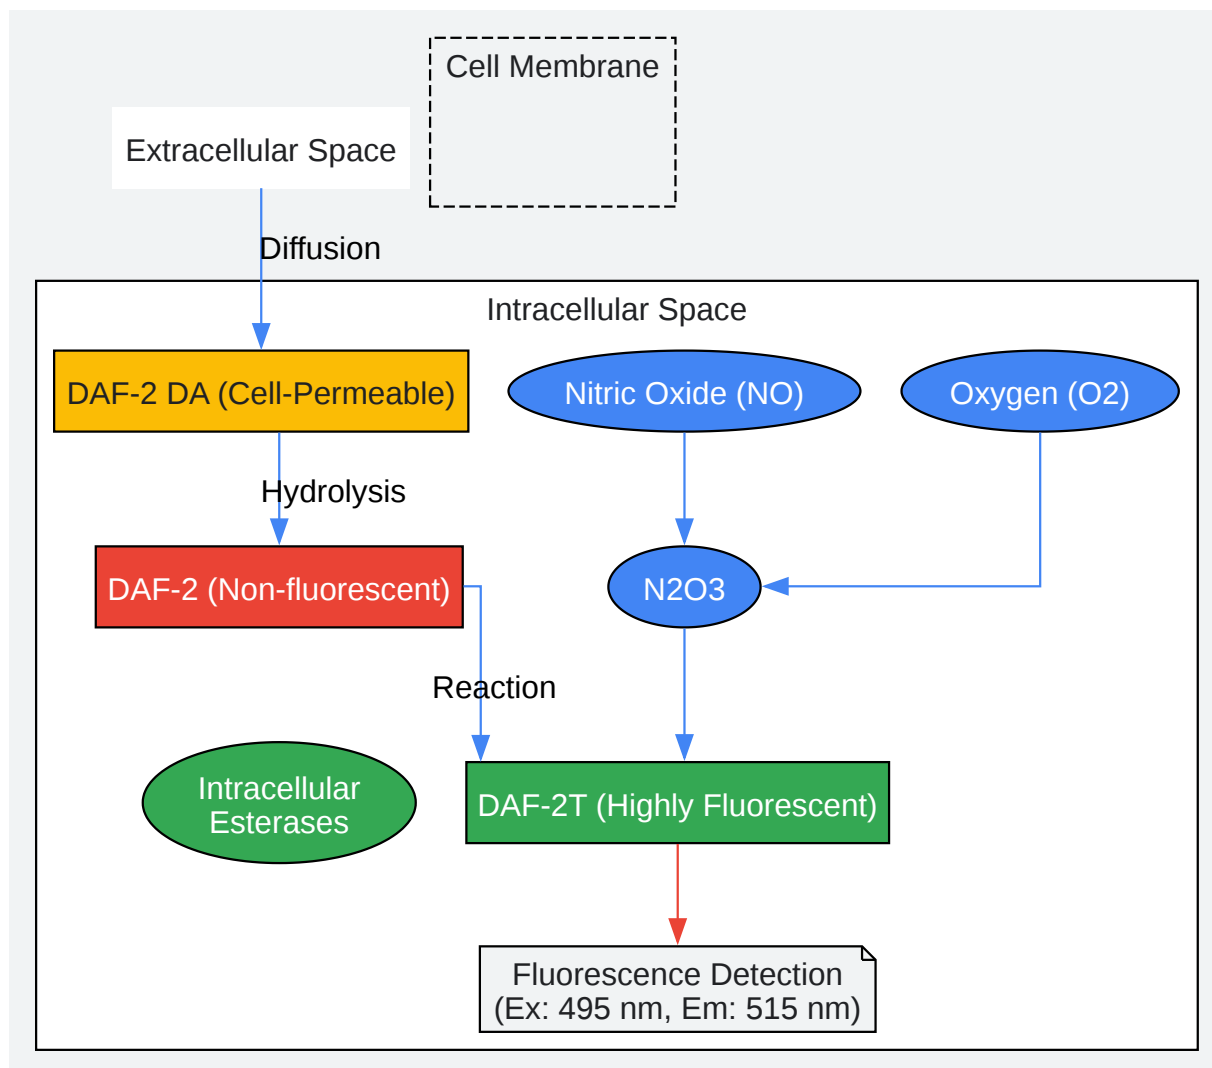 Cell Membrane
Extracellular Space
Diffusion
Intracellular Space
DAF-2 DA (Cell-Permeable)
Nitric Oxide (NO)
Oxygen (O2)
Hydrolysis
DAF-2 (Non-fluorescent)
N2O3
Reaction
Intracellular
Esterases
DAF-2T (Highly Fluorescent)
Fluorescence Detection
(Ex: 495 nm, Em: 515 nm)